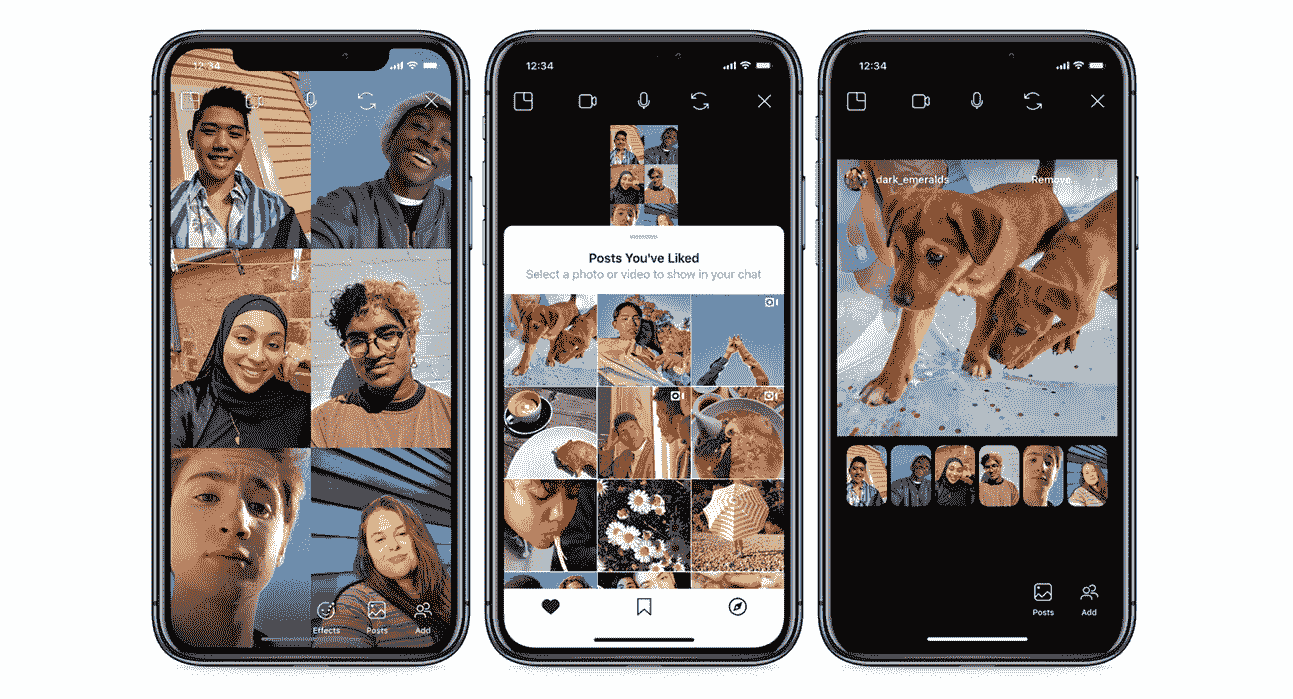 12:34
Effects
Posts
Add
12:34
Posts You've Liked
Select a photo or video to show in your chat
12:34
dark_emeralds
Remove
Posts
Add